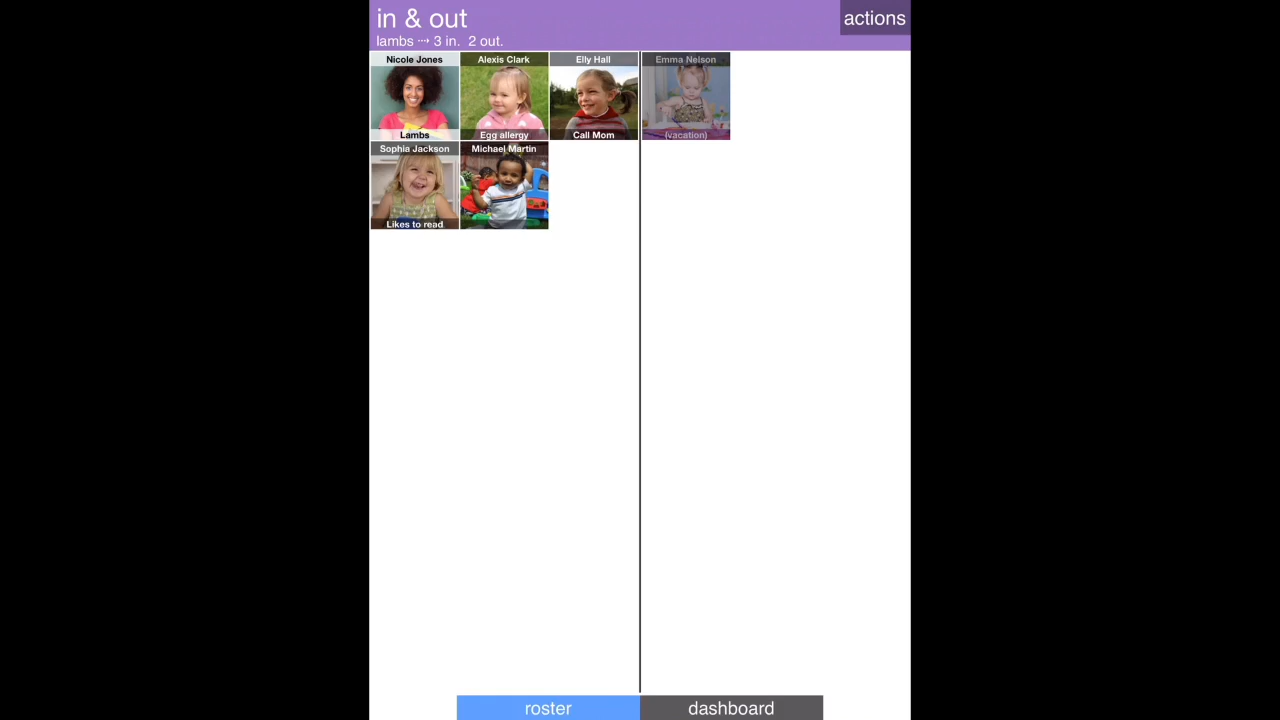 in & out
actions
lambs ⤑ 3 in. 2 out.
Nicole Jones
Alexis Clark
Elly Hall
Emma Nelson
Lambs
Egg allergy
Call Mom
(vacation)
Sophia Jackson
Michael Martin
Likes to read
roster
dashboard